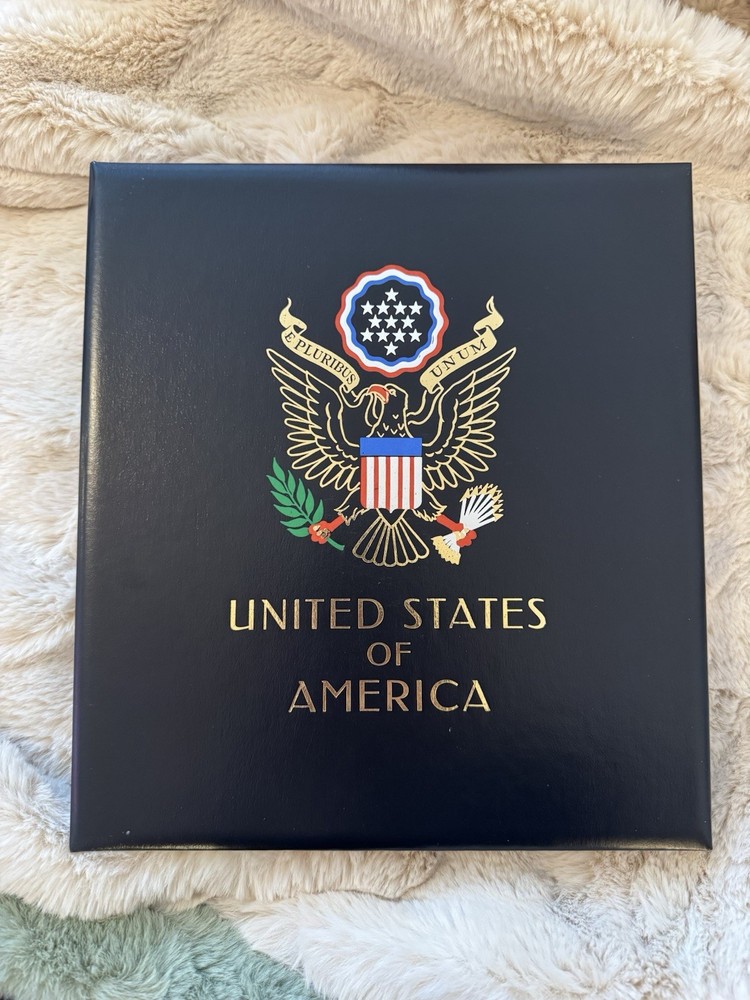 E PLURIBUS UNUM
UNITED STATES
OF
AMERICA